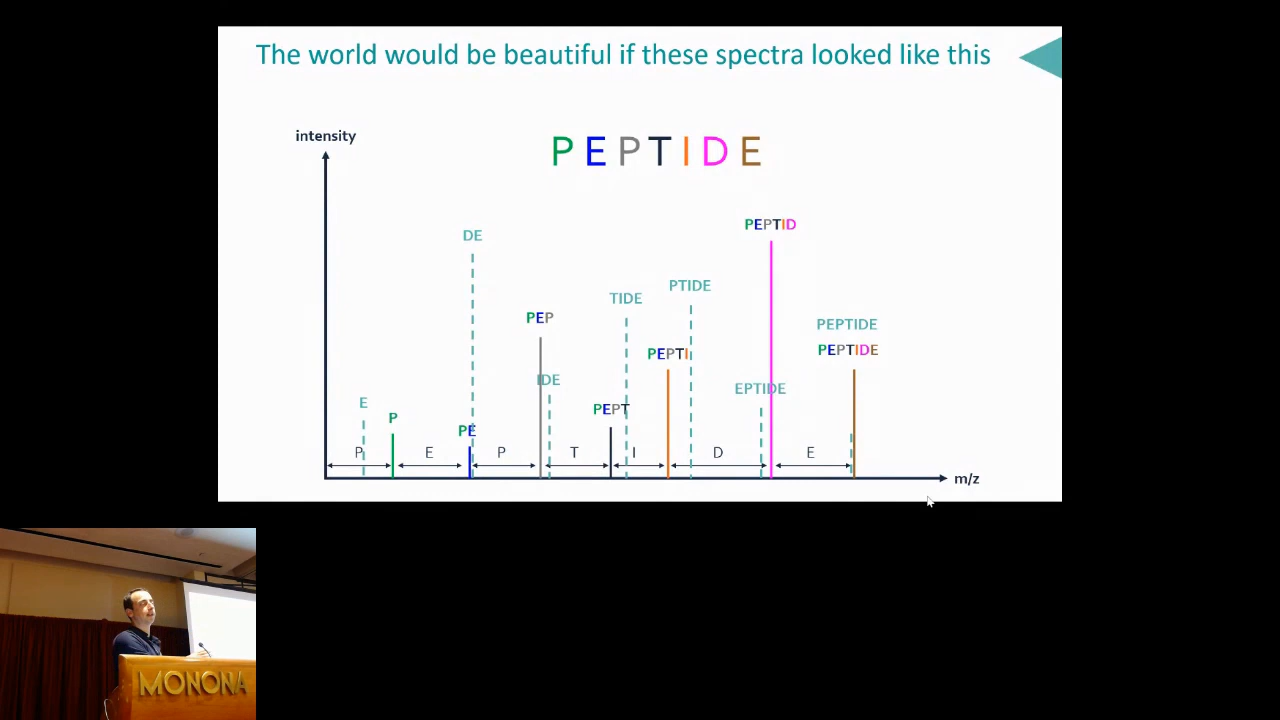 The world would be beautiful if these spectra looked like this
intensity
P E P T I D E
PEPTID
DE
PTIDE
TIDE
PEP
PEPTIDE
PEPTI
PEPTIDE
IDE
EPTIDE
E
P
PEPT
PE
P
E
P
T
I
D
E
m/z
MONONA